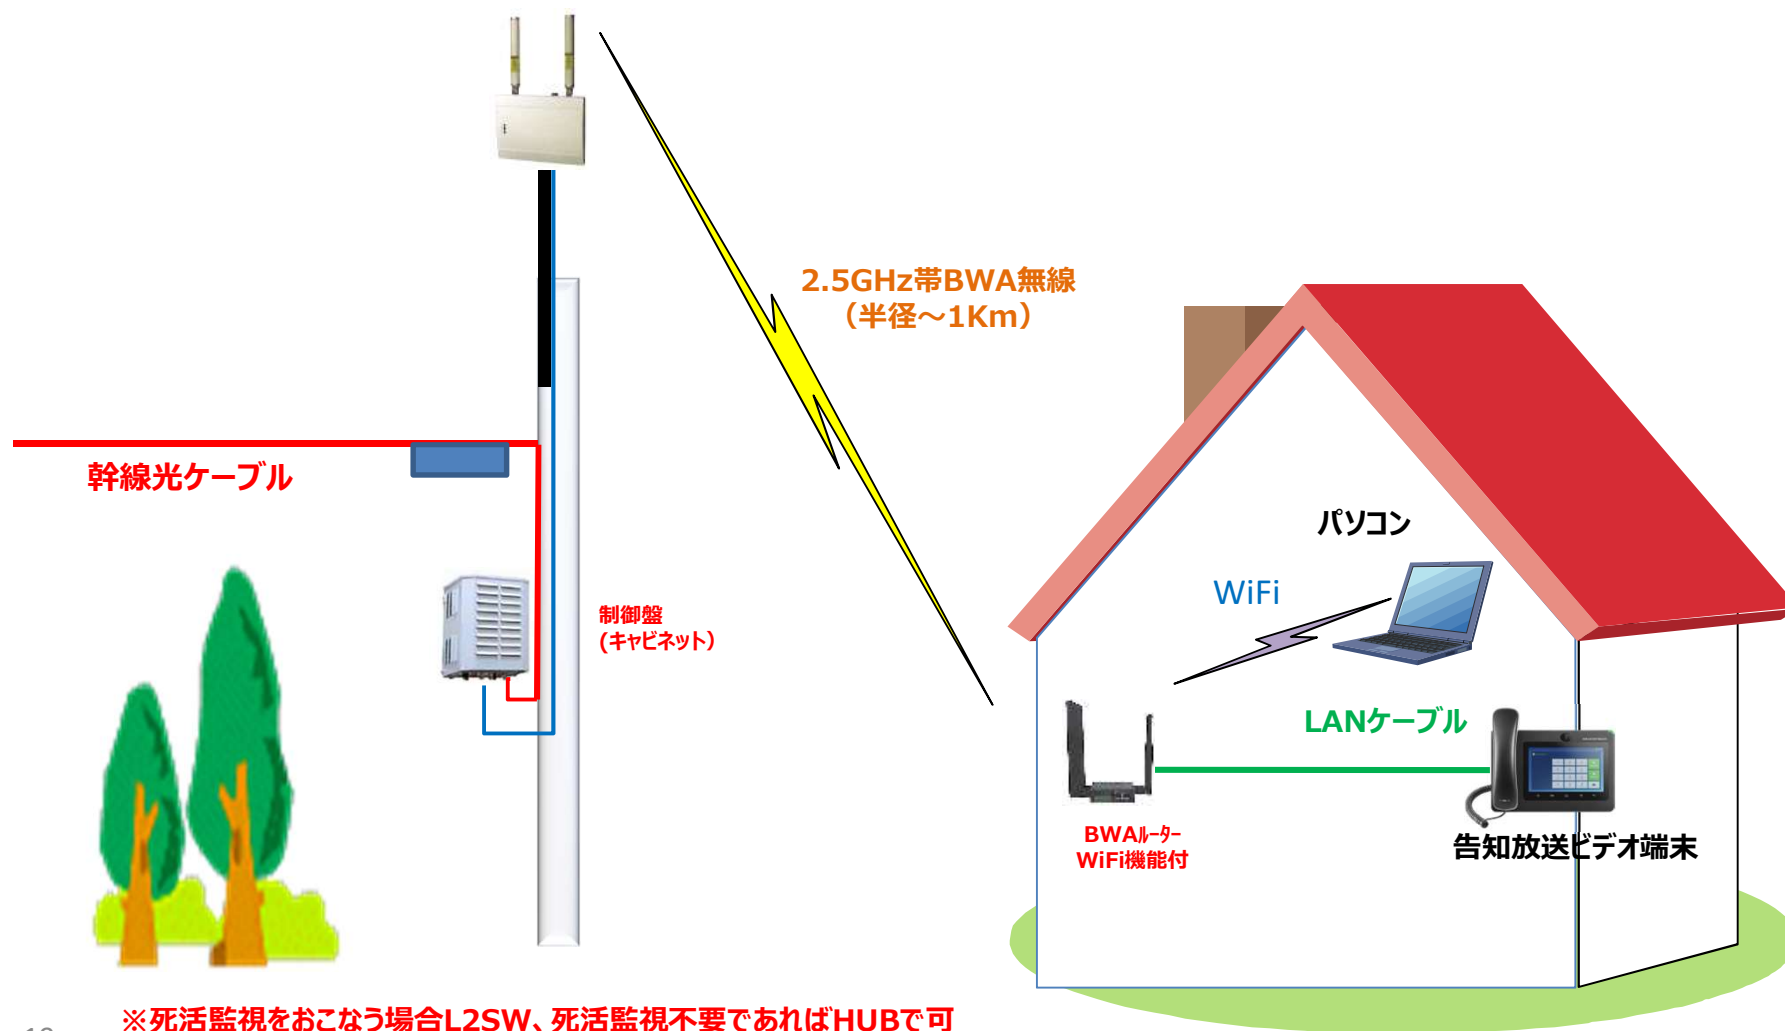 2.5GHz帯BWA無線
（半径～1Km）
幹線光ケーブル
パソコン
WiFi
制御盤
(キャビネット）
LANケーブル
BWAﾙｰﾀｰ
WiFi機能付
告知放送ビデオ端末
※死活監視をおこなう場合L2SW、死活監視不要であればHUBで可